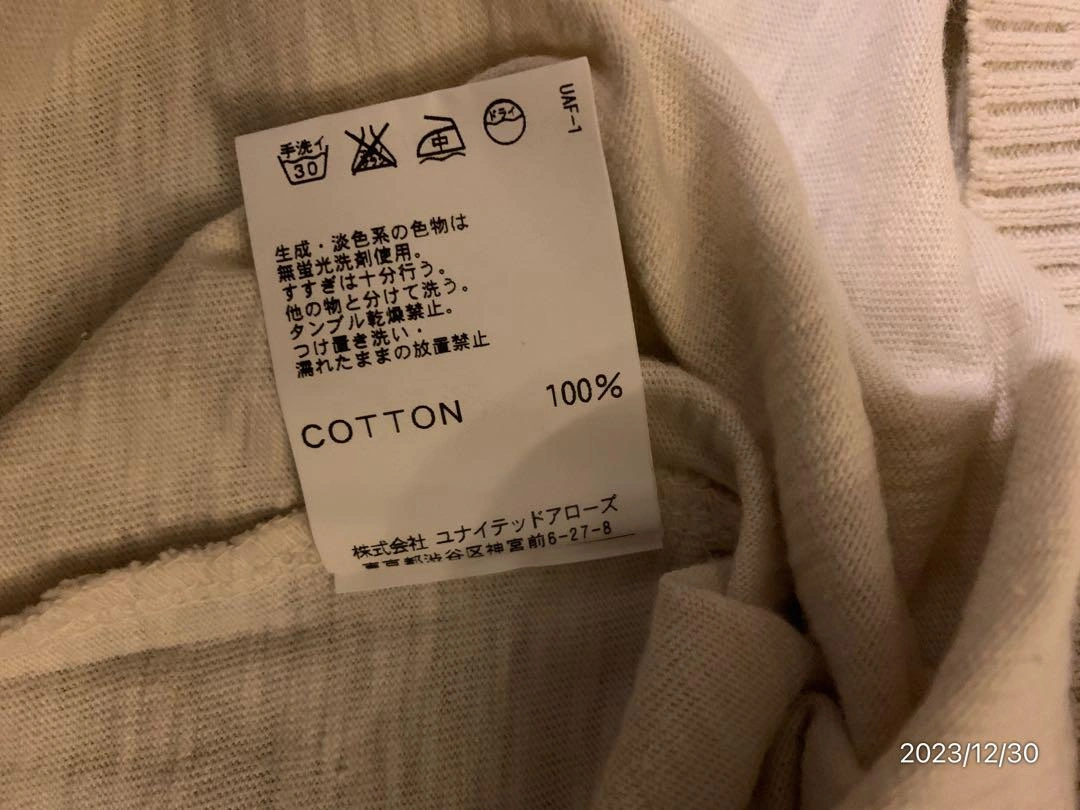 UAF-1
手洗イ
30
中
ドライ
生成・淡色系の色物は
無蛍光洗剤使用。
すすぎは十分行う。
他の物と分けて洗う。
タンブル乾燥禁止。
つけ置き洗い・
濡れたままの放置禁止
COTTON 100%
株式会社 ユナイテッドアローズ
東京都渋谷区神宮前6-27-8
2023/12/30